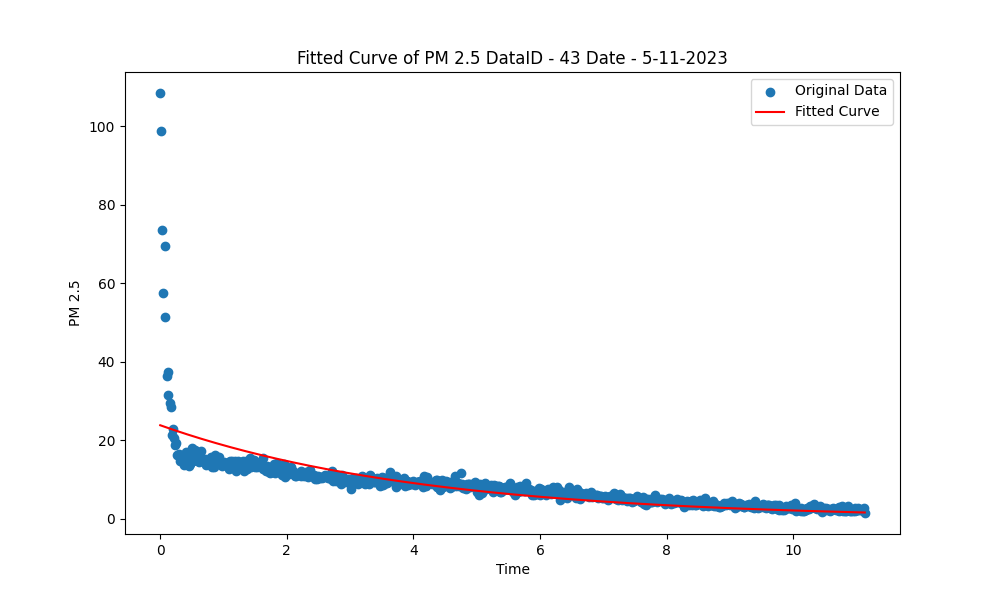 Fitted Curve of PM 2.5 DataID - 43 Date - 5-11-2023
Original Data
Fitted Curve
100
80
60
40
20
0
PM 2.5
0 2 4 6 8 10
Time